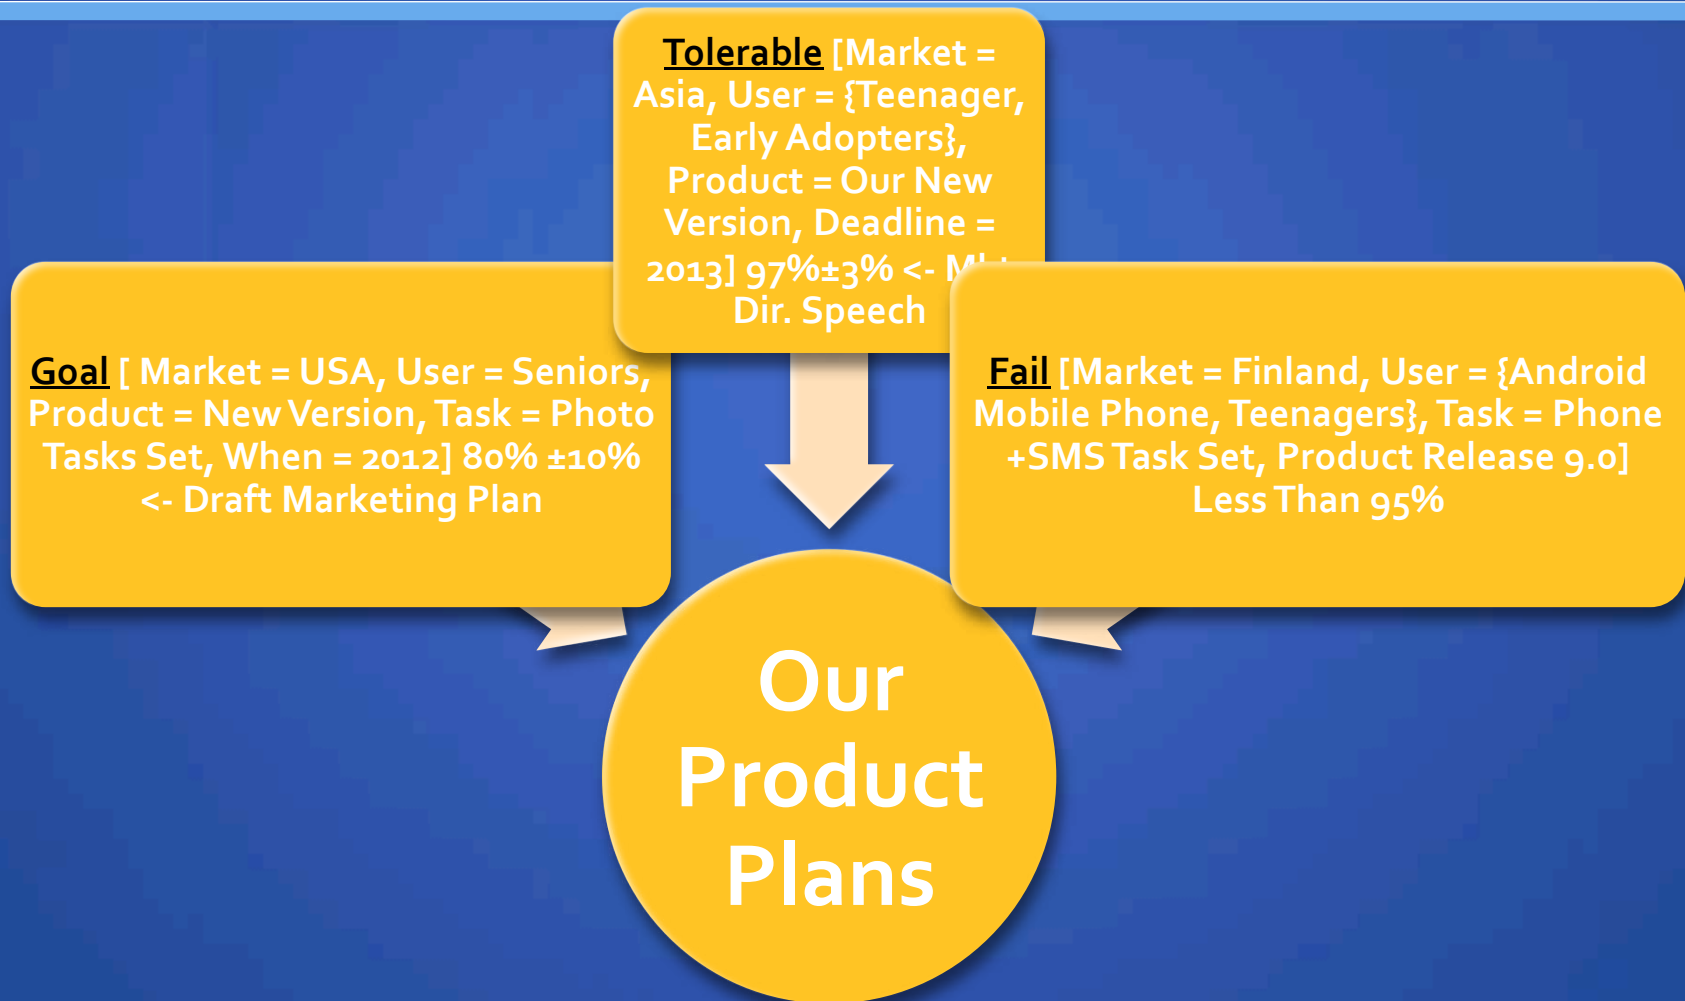 Tolerable [Market =
Asia, User = {Teenager,
Early Adopters},
Product = Our New
Version, Deadline =
2013] 97%±3% <-
Dir. Speech
Goal [ Market = USA, User = Seniors,
Product = New Version, Task = Photo
Tasks Set, When = 2012] 80% ±10%
<- Draft Marketing Plan
Fail [Market = Finland, User = {Android
Mobile Phone, Teenagers}, Task = Phone
+SMS Task Set, Product Release 9.0]
Less Than 95%
Our
Product
Plans